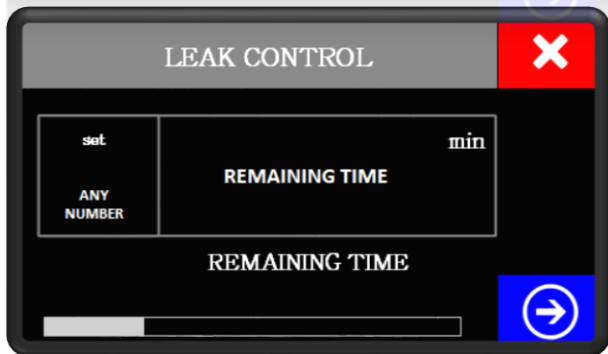 LEAK CONTROL
set
min
REMAINING TIME
ANY
NUMBER
REMAINING TIME